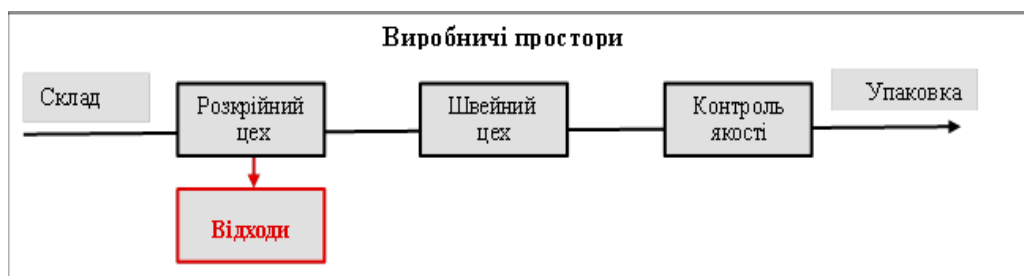 Виробничі простори
Склад
Розкрійний
цех
Швейний
цех
Контроль
якості
Упаковка
Відходи